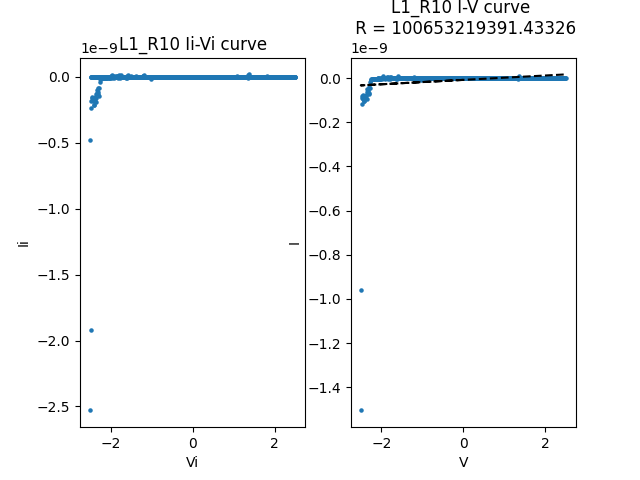 L1_R10 Ii-Vi curve
1e−9
0.0
−0.5
−1.0
−1.5
−2.0
−2.5
−2
0
2
Ii
Vi
L1_R10 I-V curve
R = 100653219391.43326
1e−9
0.0
−0.2
−0.4
−0.6
−0.8
−1.0
−1.2
−1.4
−2
0
2
I
V